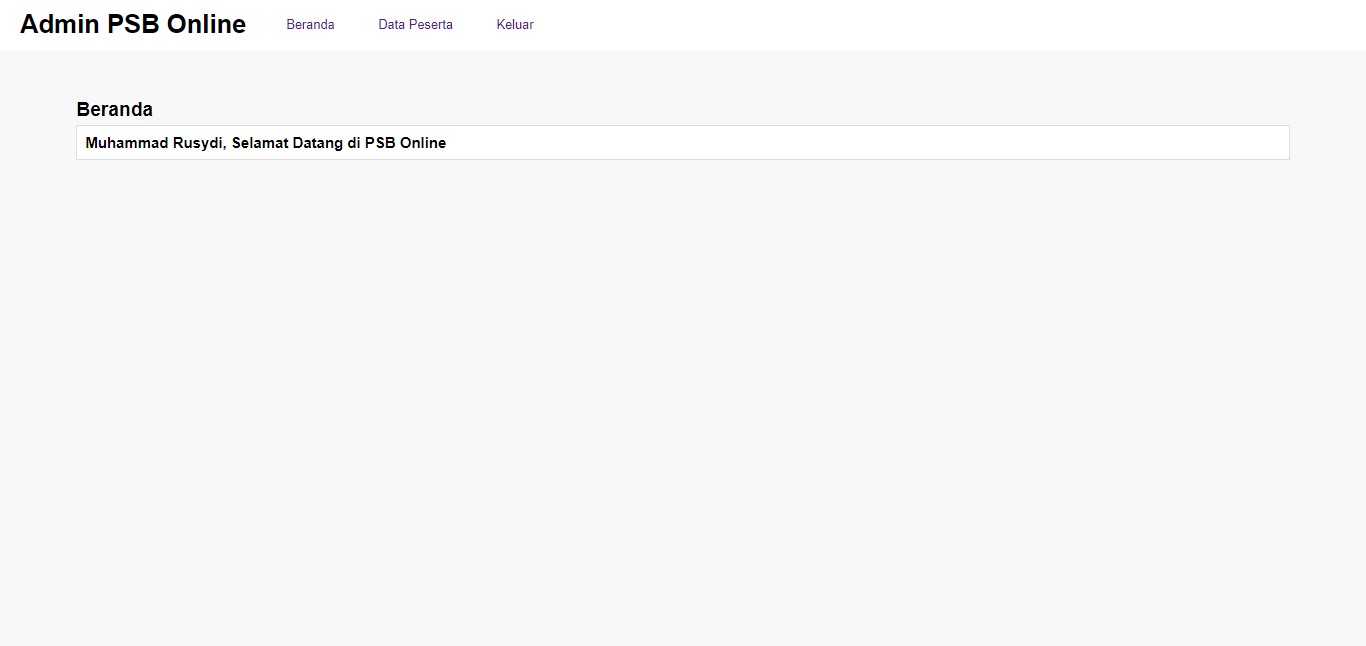 Admin PSB Online Beranda Data Peserta Keluar
Beranda
Muhammad Rusydi, Selamat Datang di PSB Online